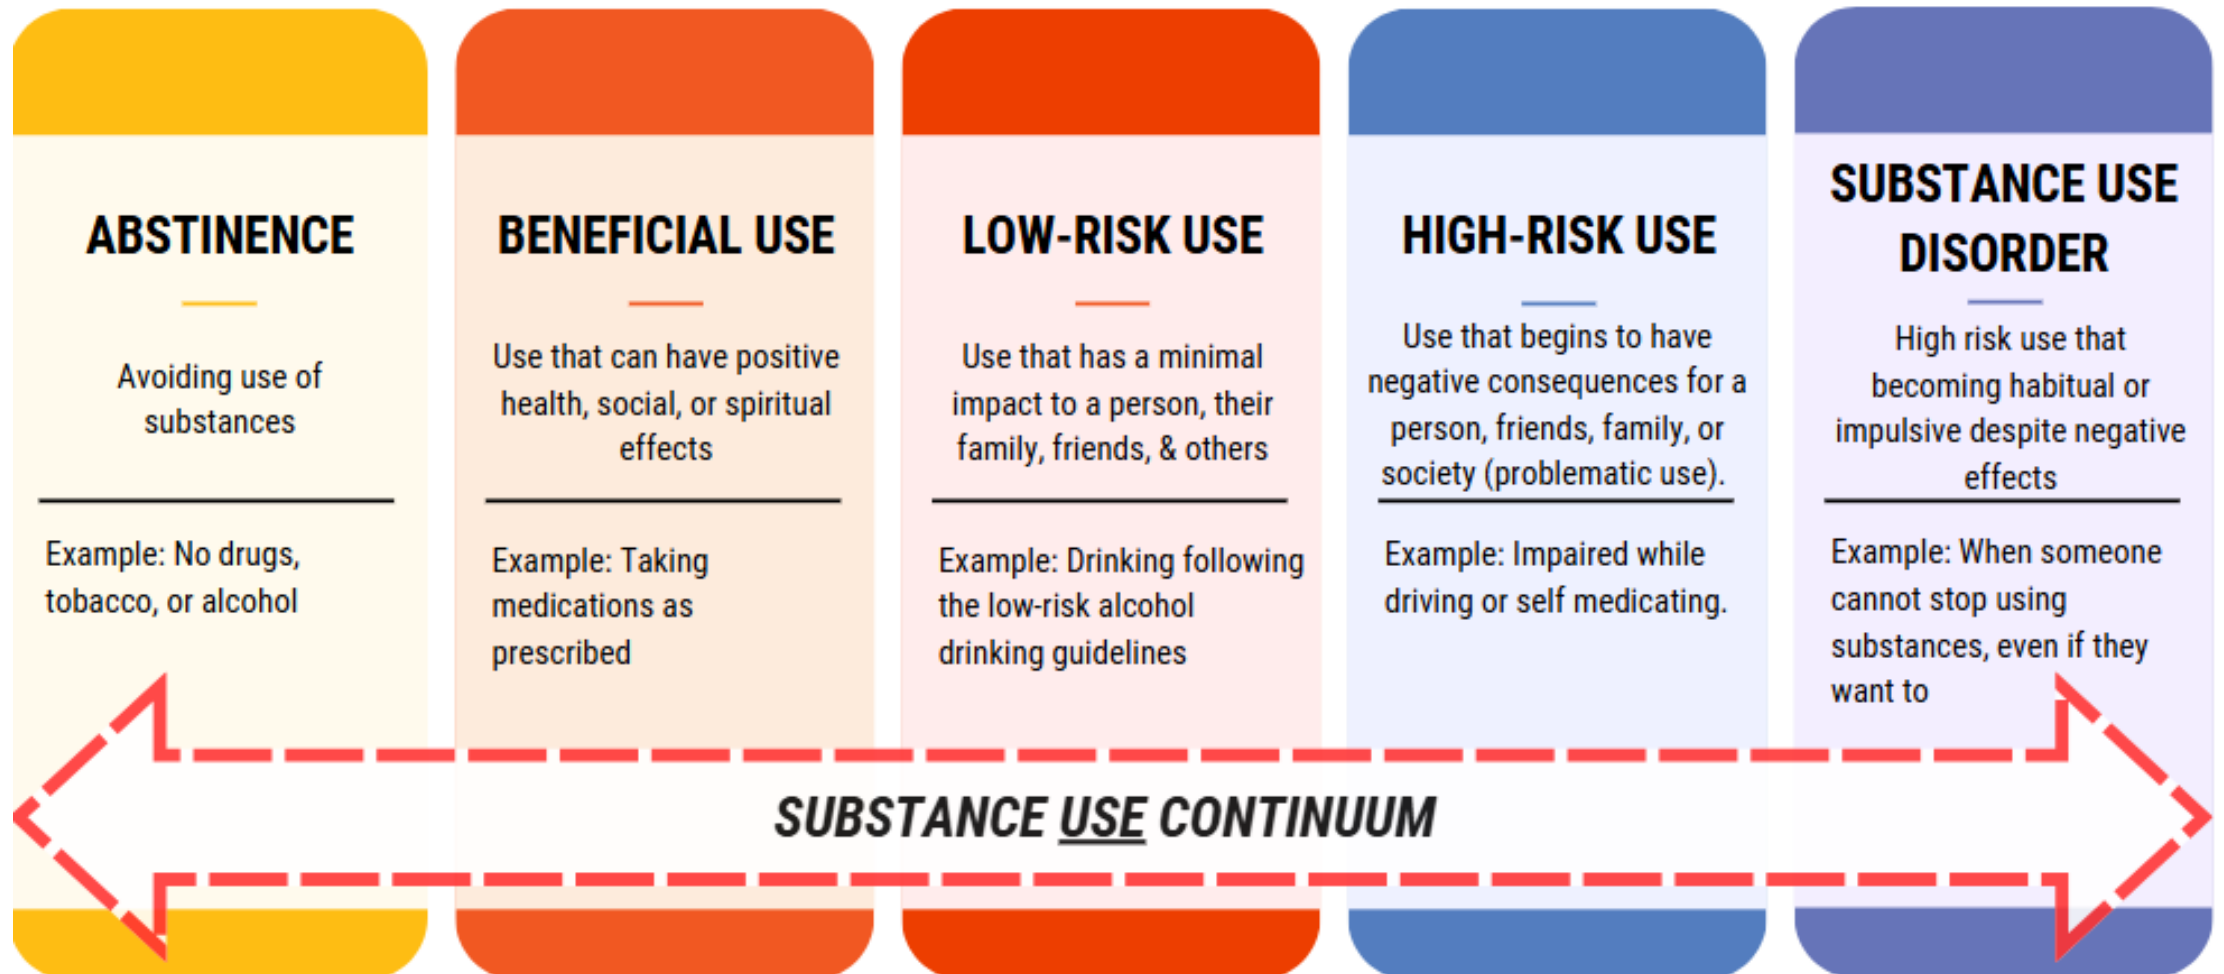 ABSTINENCE
Avoiding use of
substances
Example: No drugs,
tobacco, or alcohol
BENEFICIAL USE
Use that can have positive
health, social, or spiritual
effects
Example: Taking
medications as
prescribed
LOW-RISK USE
Use that has a minimal
impact to a person, their
family, friends, & others
Example: Drinking following
the low-risk alcohol
drinking guidelines
HIGH-RISK USE
Use that begins to have
negative consequences for a
person, friends, family, or
society (problematic use).
Example: Impaired while
driving or self medicating.
SUBSTANCE USE
DISORDER
High risk use that
becoming habitual or
impulsive despite negative
effects
Example: When someone
cannot stop using
substances, even if they
want to
SUBSTANCE USE CONTINUUM